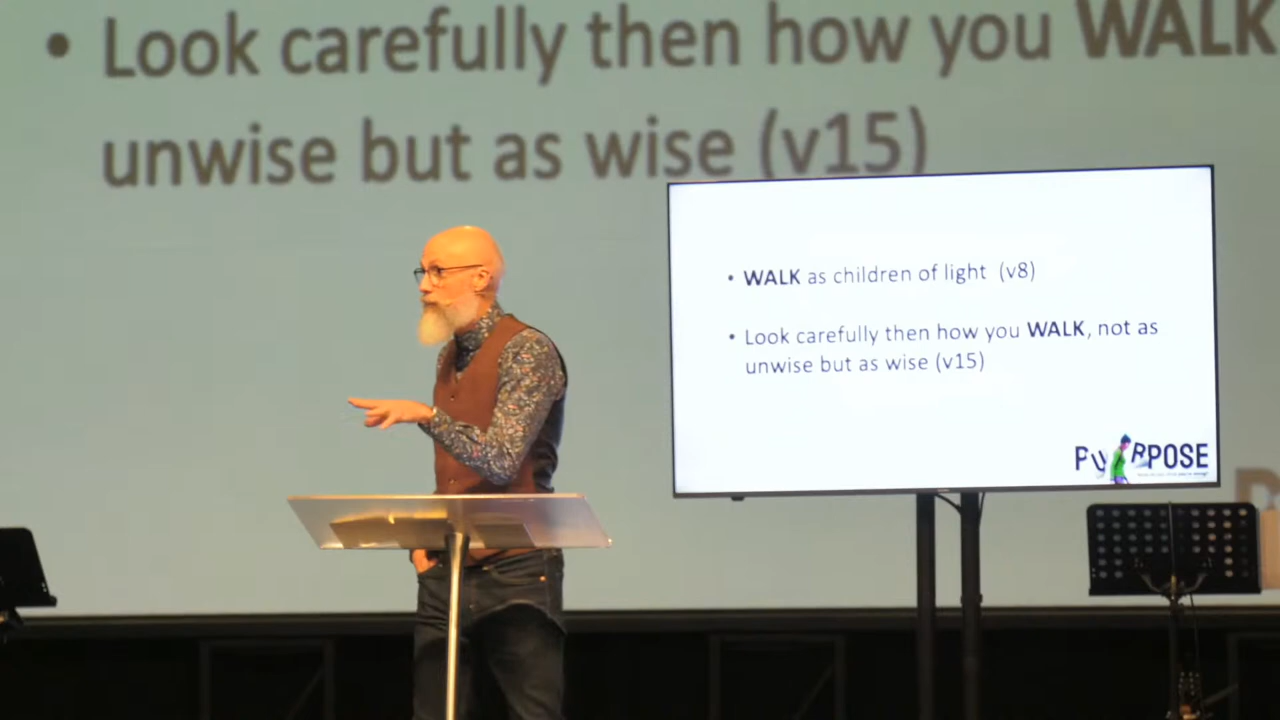 • Look carefully then how you WALK
unwise but as wise (v15)
• WALK as children of light (v8)
• Look carefully then how you WALK, not as
unwise but as wise (v15)
PURPOSE